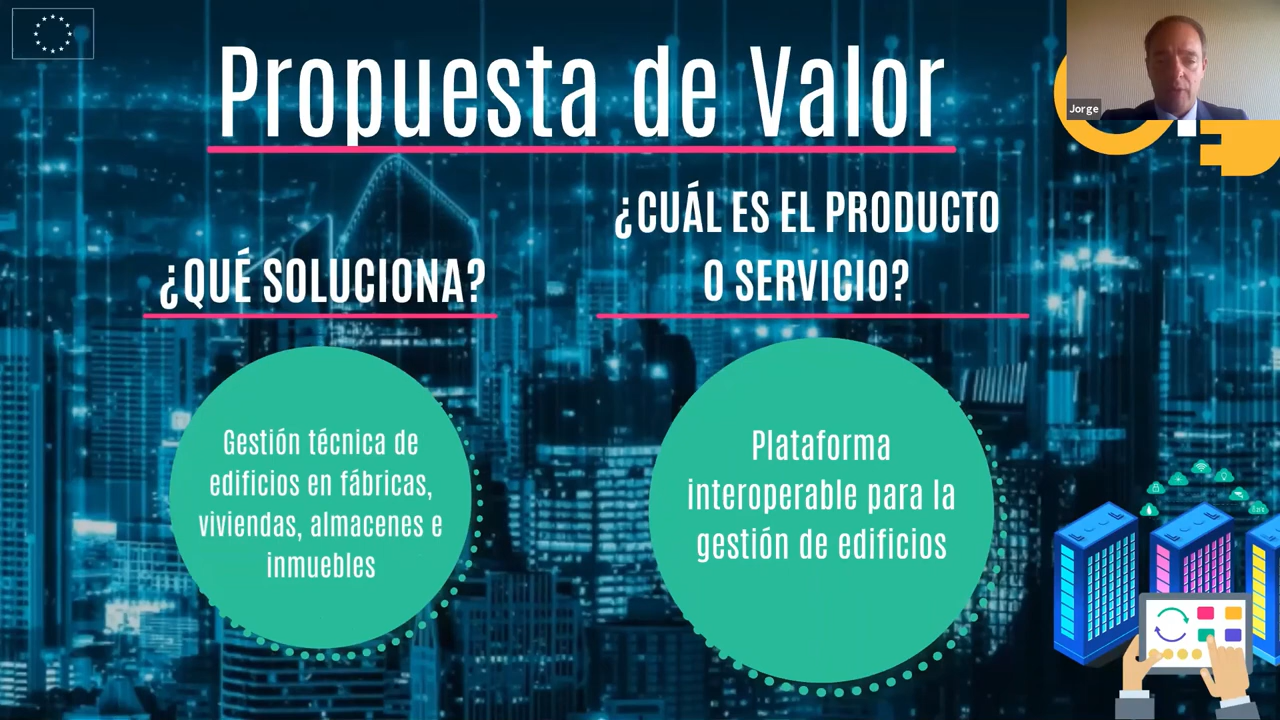 Propuesta de Valor
Jorge
¿QUÉ SOLUCIONA?
¿CUÁL ES EL PRODUCTO
O SERVICIO?
Gestión técnica de
edificios en fábricas,
viviendas, almacenes e
inmuebles
Plataforma
interoperable para la
gestión de edificios